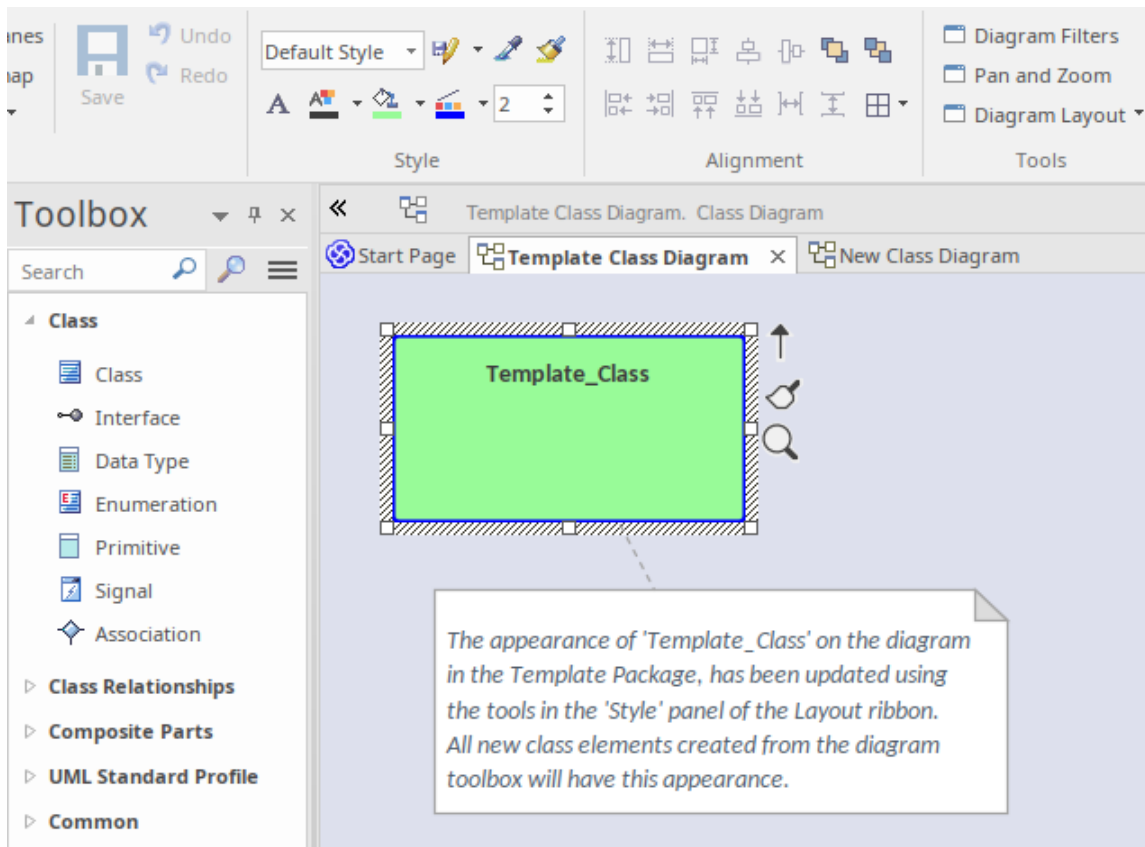 anes
Undo
Redo
Save
Default Style
A
2
Style
Alignment
Diagram Filters
Pan and Zoom
Diagram Layout
Tools
Toolbox
Search
Class
Class
Interface
Data Type
Enumeration
Primitive
Signal
Association
Class Relationships
Composite Parts
UML Standard Profile
Common
Template Class Diagram. Class Diagram
Start Page
Template Class Diagram
New Class Diagram
Template_Class
The appearance of 'Template_Class' on the diagram
in the Template Package, has been updated using
the tools in the 'Style' panel of the Layout ribbon.
All new class elements created from the diagram
toolbox will have this appearance.